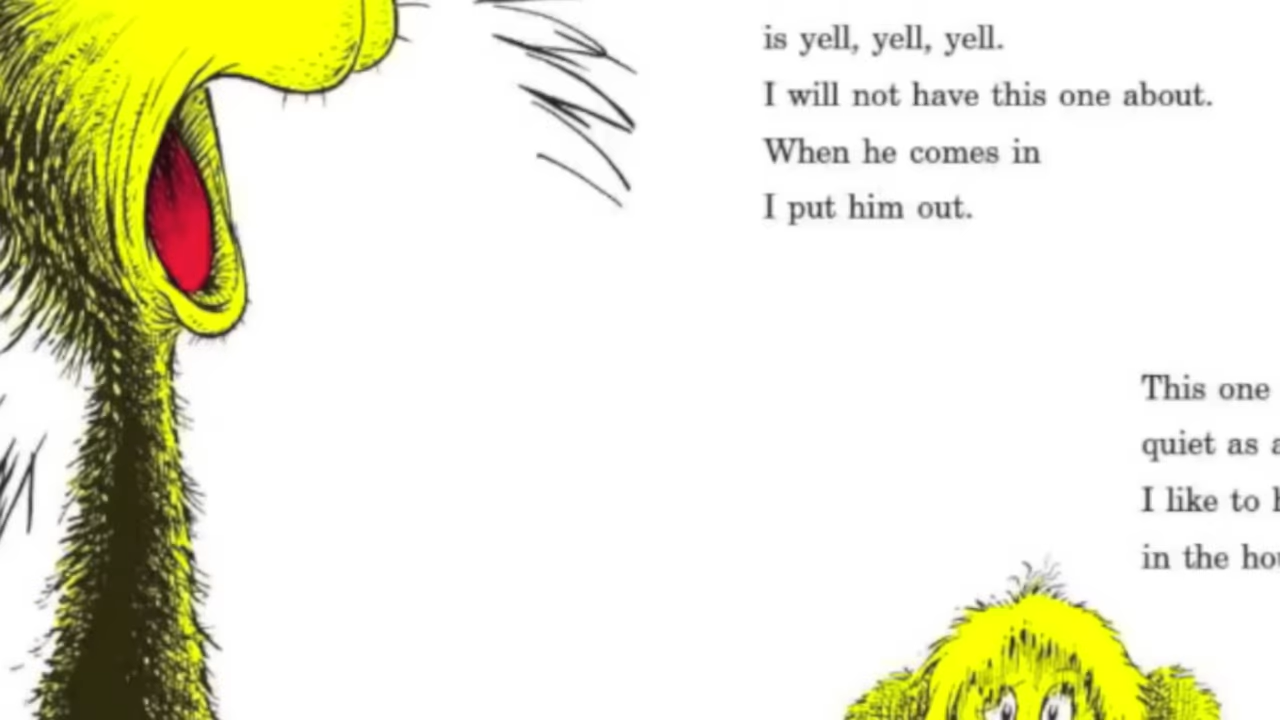 is yell, yell, yell.
I will not have this one about.
When he comes in
I put him out.
This one
quiet as a
I like to
in the